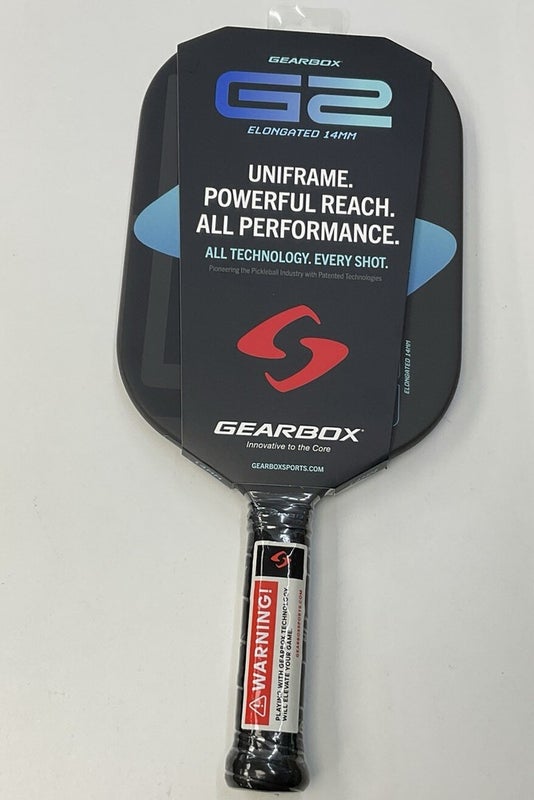 GEARBOX
G2
ELONGATED 14MM
UNIFRAME.
POWERFUL REACH.
ALL PERFORMANCE.
ALL TECHNOLOGY. EVERY SHOT.
Pioneering the Pickleball Industry with Patented Technologies
ELONGATED 14MM
GEARBOX
Innovative to the Core
GEARBOXSPORTS.COM
WARNING!
PLAYING WITH GEARBOX TECHNOLOGY
WILL ELEVATE YOUR GAME.
GEARBOXSPORTS.COM